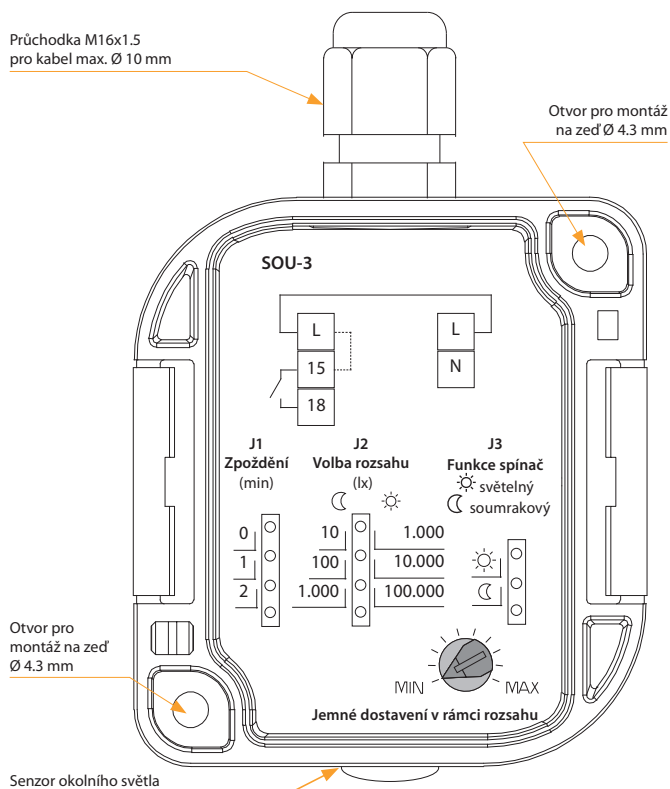 Průchodka M16x1.5
pro kabel max. Ø 10 mm
Otvor pro montáž
na zeď Ø 4.3 mm
SOU-3
L
15
18
L
N
J1
Zpoždění
(min)
0
1
2
J2
Volba rozsahu
(lx)
10 1.000
100 10.000
1.000 100.000
J3
Funkce spínač
světelný
soumrakový
Otvor pro
montáž na zeď
Ø 4.3 mm
MIN MAX
Jemné dostavení v rámci rozsahu
Senzor okolního světla